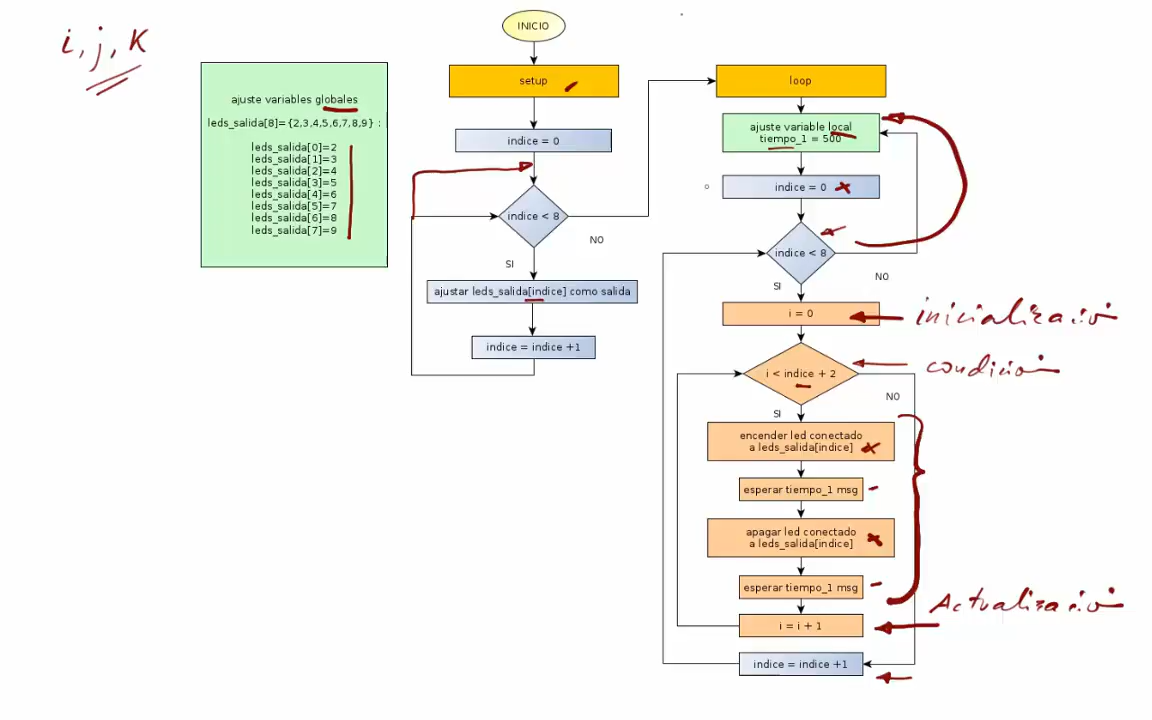 i, j, K
ajuste variables globales
leds_salida[8]={2,3,4,5,6,7,8,9} :
leds_salida[0]=2
leds_salida[1]=3
leds_salida[2]=4
leds_salida[3]=5
leds_salida[4]=6
leds_salida[5]=7
leds_salida[6]=8
leds_salida[7]=9
INICIO
setup
indice = 0
indice < 8
NO
SI
ajustar leds_salida[indice] como salida
indice = indice +1
loop
ajuste variable local
tiempo_1 = 500
indice = 0
indice < 8
NO
SI
i = 0
inicialización
i < indice + 2
condición
NO
SI
encender led conectado
a leds_salida[indice]
esperar tiempo_1 msg
apagar led conectado
a leds_salida[indice]
esperar tiempo_1 msg
i = i + 1
Actualización
indice = indice +1